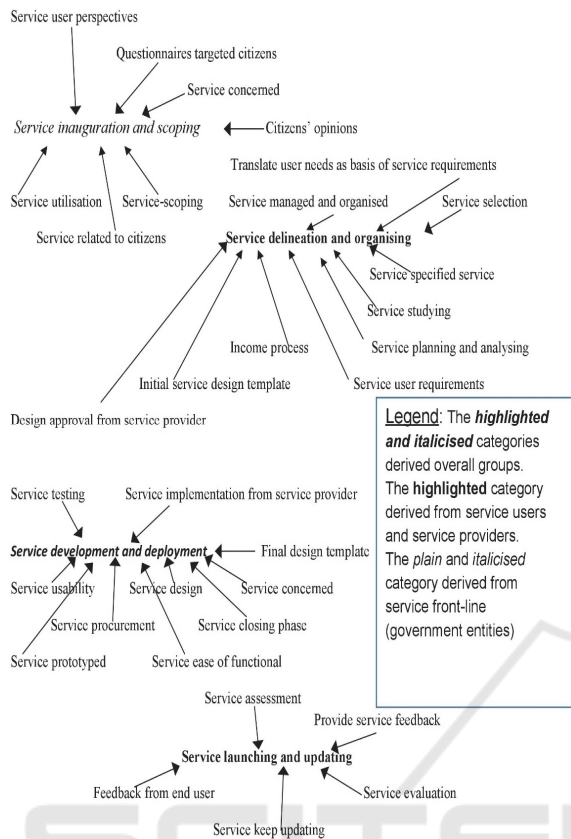 Service user perspectives
Questionnaires targeted citizens
Service concerned
Service inauguration and scoping
Citizens' opinions
Translate user needs as basis of service requirements
Service utilisation
Service-scoping
Service managed and organised
Service selection
Service related to citizens
Service delineation and organising
Service specified service
Service studying
Income process
Service planning and analysing
Initial service design template
Service user requirements
Design approval from service provider
Legend: The highlighted
and italicised categories
derived overall groups.
The highlighted category
derived from service users
and service providers.
The plain and italicised
category derived from
service front-line
(government entities)
Service testing
Service implementation from service provider
Service development and deployment
Final design template
Service usability
Service design
Service concerned
Service procurement
Service closing phase
Service prototyped
Service ease of functional
Service assessment
Provide service feedback
Service launching and updating
Feedback from end user
Service evaluation
Service keep updating